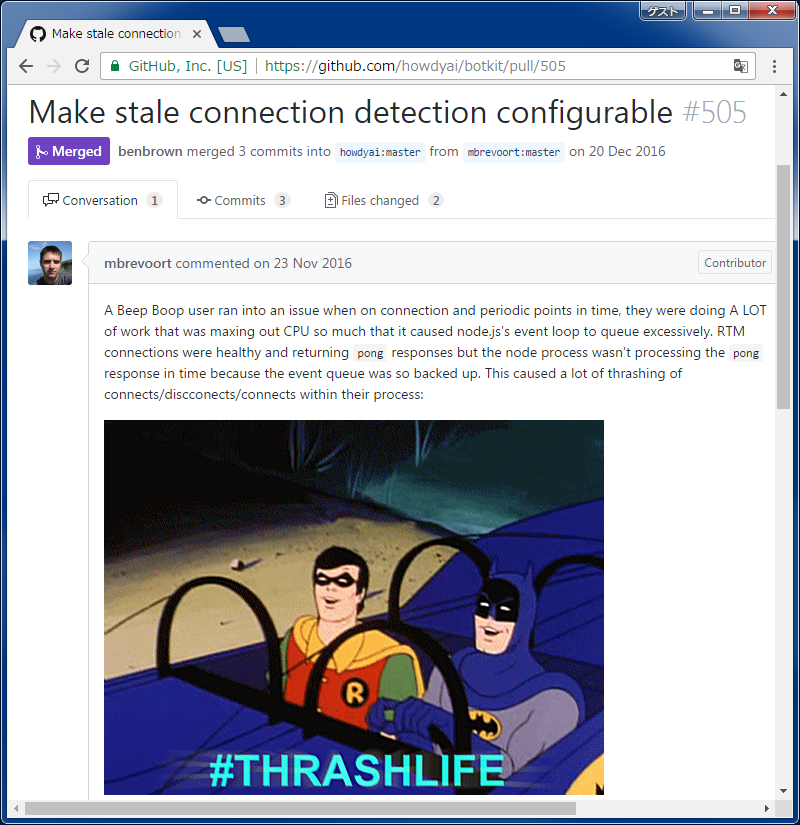 ゲスト
Make stale connection
GitHub, Inc. [US] | https://github.com/howdyai/botkit/pull/505
Make stale connection detection configurable #505
Merged benbrown merged 3 commits into howdyai:master from mbrevoort:master on 20 Dec 2016
Conversation 1 Commits 3 Files changed 2
mbrevoort commented on 23 Nov 2016 Contributor
A Beep Boop user ran into an issue when on connection and periodic points in time, they were doing A LOT
of work that was maxing out CPU so much that it caused node.js's event loop to queue excessively. RTM
connections were healthy and returning pong responses but the node process wasn't processing the pong
response in time because the event queue was so backed up. This caused a lot of thrashing of
connects/discconects/connects within their process:
R
#THRASHLIFE